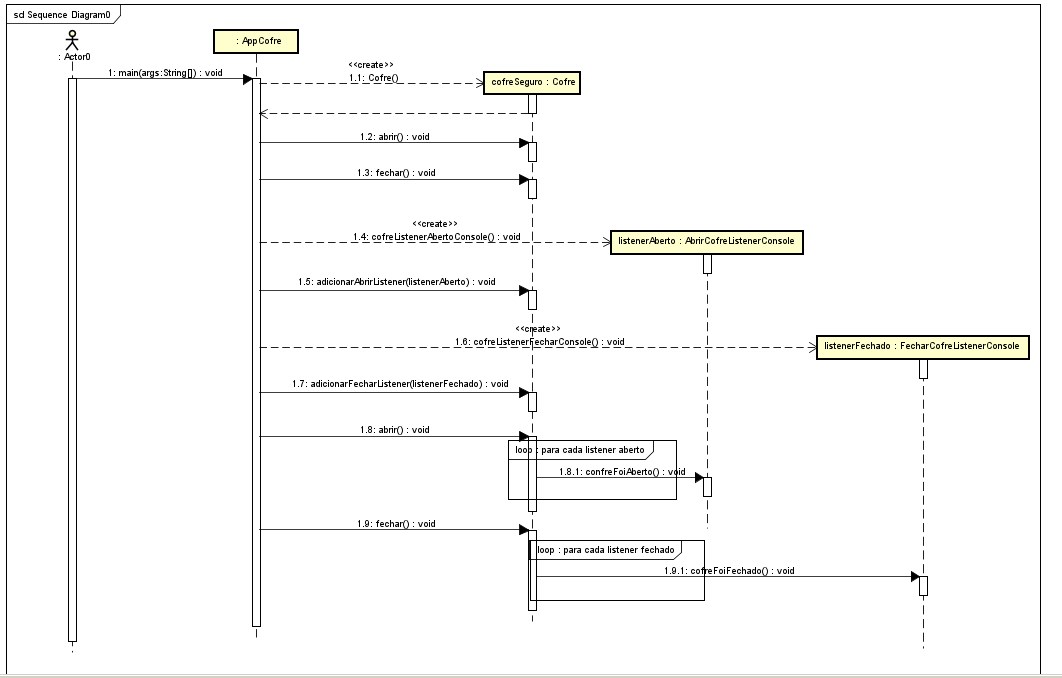 sd Sequence Diagram0
: Actor0
: AppCofre
1: main(args:String[]) : void
<<create>>
1.1: Cofre()
cofreSeguro : Cofre
1.2: abrir() : void
1.3: fechar() : void
<<create>>
1.4: cofreListenerAbertoConsole() : void
listenerAberto : AbrirCofreListenerConsole
1.5: adicionarAbrirListener(listenerAberto) : void
<<create>>
1.6: cofreListenerFecharConsole() : void
listenerFechado : FecharCofreListenerConsole
1.7: adicionarFecharListener(listenerFechado) : void
1.8: abrir() : void
loop : para cada listener aberto
1.8.1: confreFoiAberto() : void
1.9: fechar() : void
loop : para cada listener fechado
1.9.1: cofreFoiFechado() : void